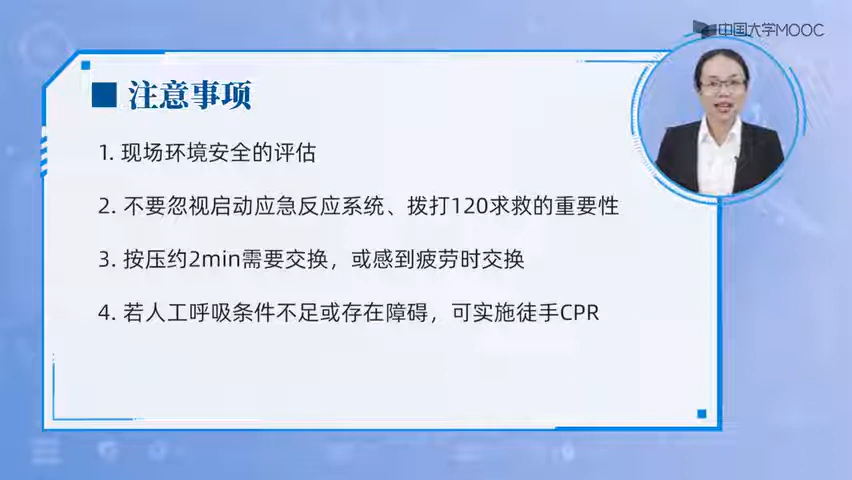 中国大学MOOC
注意事项
1. 现场环境安全的评估
2. 不要忽视启动应急反应系统、拨打120求救的重要性
3. 按压约2min需要交换，或感到疲劳时交换
4. 若人工呼吸条件不足或存在障碍，可实施徒手CPR